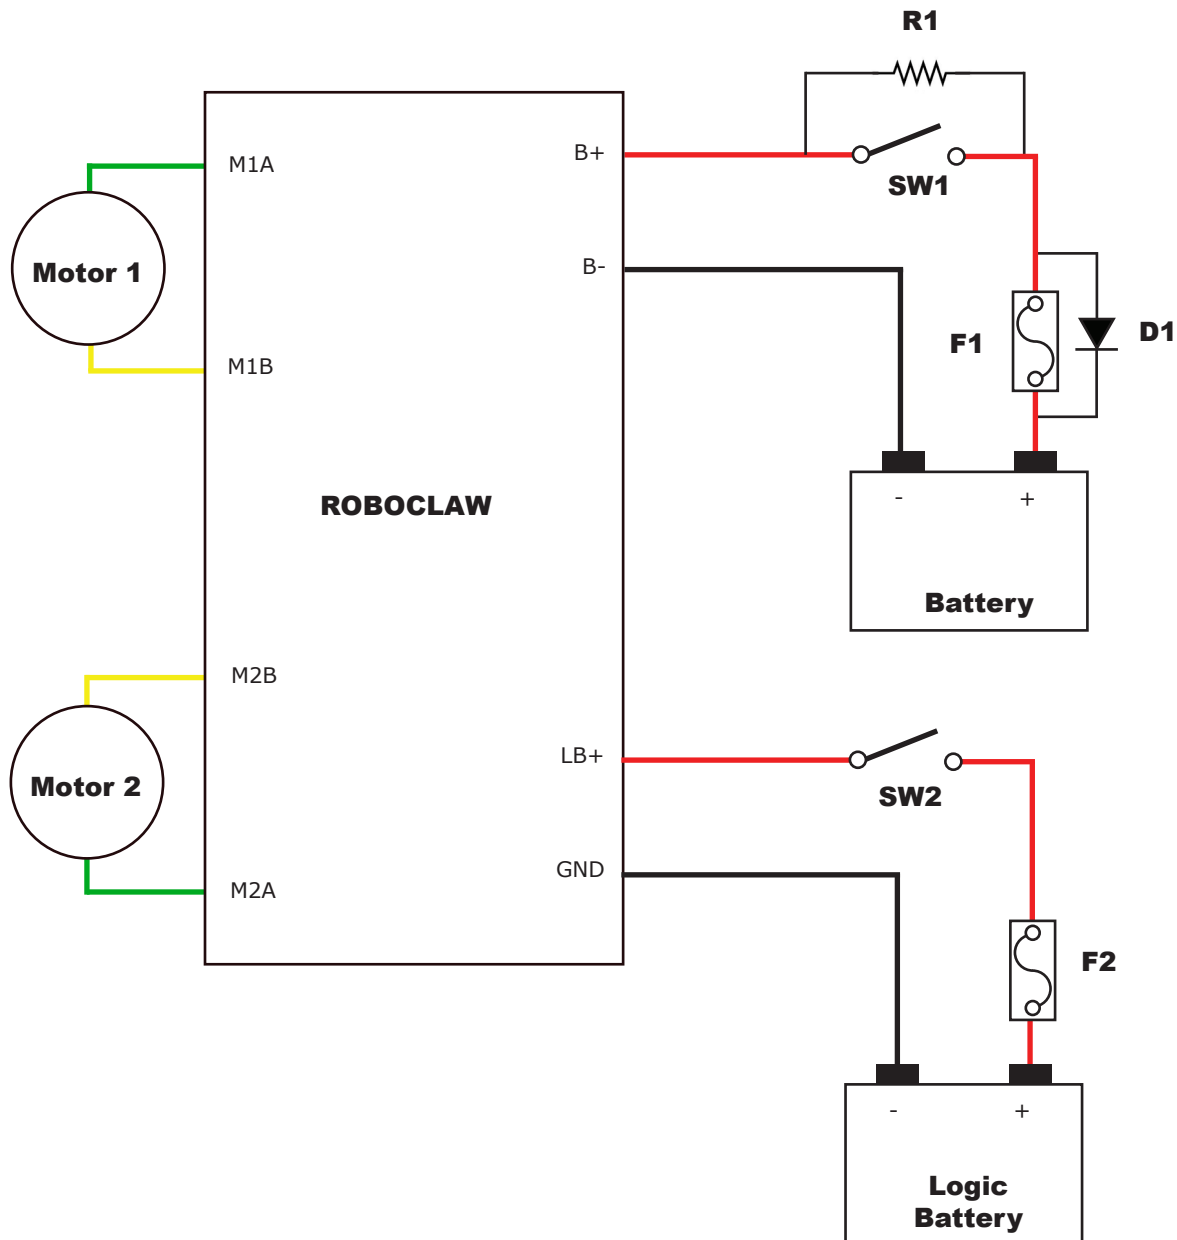 R1
M1A
B+
SW1
B-
Motor 1
F1
D1
M1B
- +
ROBOCLAW
Battery
M2B
LB+
Motor 2
SW2
GND
M2A
F2
- +
Logic
Battery